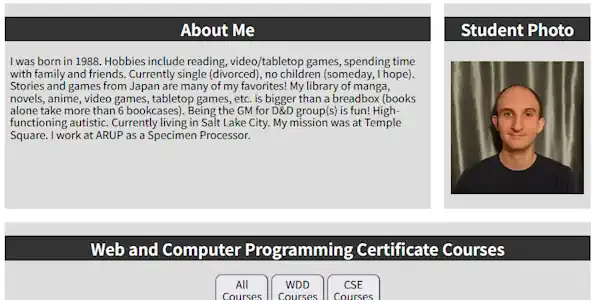 About Me
Student Photo
I was born in 1988. Hobbies include reading, video/tabletop games, spending time
with family and friends. Currently single (divorced), no children (someday, I hope).
Stories and games from Japan are many of my favorites! My library of manga,
novels, anime, video games, tabletop games, etc. is bigger than a breadbox (books
alone take more than 6 bookcases). Being the GM for D&D group(s) is fun! High-
functioning autistic. Currently living in Salt Lake City. My mission was at Temple
Square. I work at ARUP as a Specimen Processor.
Web and Computer Programming Certificate Courses
All
Courses
WDD
Courses
CSE
Courses